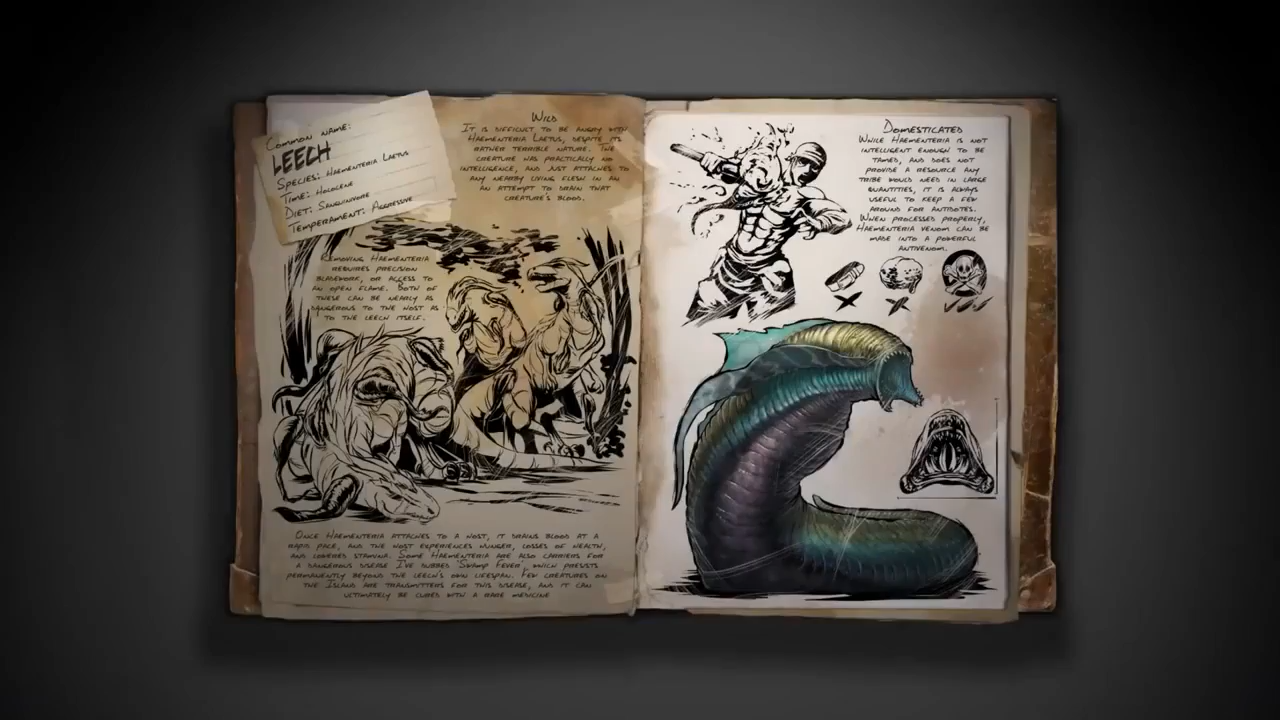 Common name:
Leech
Species: Haementeria Laetus
Time: Holocene
Diet: Sanguinivore
Temperament: Aggressive
Wild
It is difficult to be angry with
Haementeria Laetus, despite its
rather terrible nature. The
creature was practically no
intelligence, and just attaches to
any nearby living flesh in an
an attempt to drain that
creature's blood.
Removing Haementeria
requires precision
bladework, or access to
an open flame. Both of
these can be nearly as
dangerous to the host as
to the leech itself.
Once Haementeria attaches to a host, it drains blood at a
rapid pace, and the host experiences hunger, losses of health,
and lowered stamina. Some Haementeria are also carriers for
a dangerous disease I've dubbed 'Swamp Fever', which presists
permanently beyond the leech's own lifespan. Few creatures on
the Island are transmitters for this disease, and it can
ultimately be cured with a rare medicine
Domesticated
While Haementeria is not
intelligent enough to be
tamed, and does not
provide a resource any
tribe would need in large
quantities, it is always
useful to keep a few
around for antidotes.
When processed properly,
Haementeria venom can be
made into a powerful
antivenom.